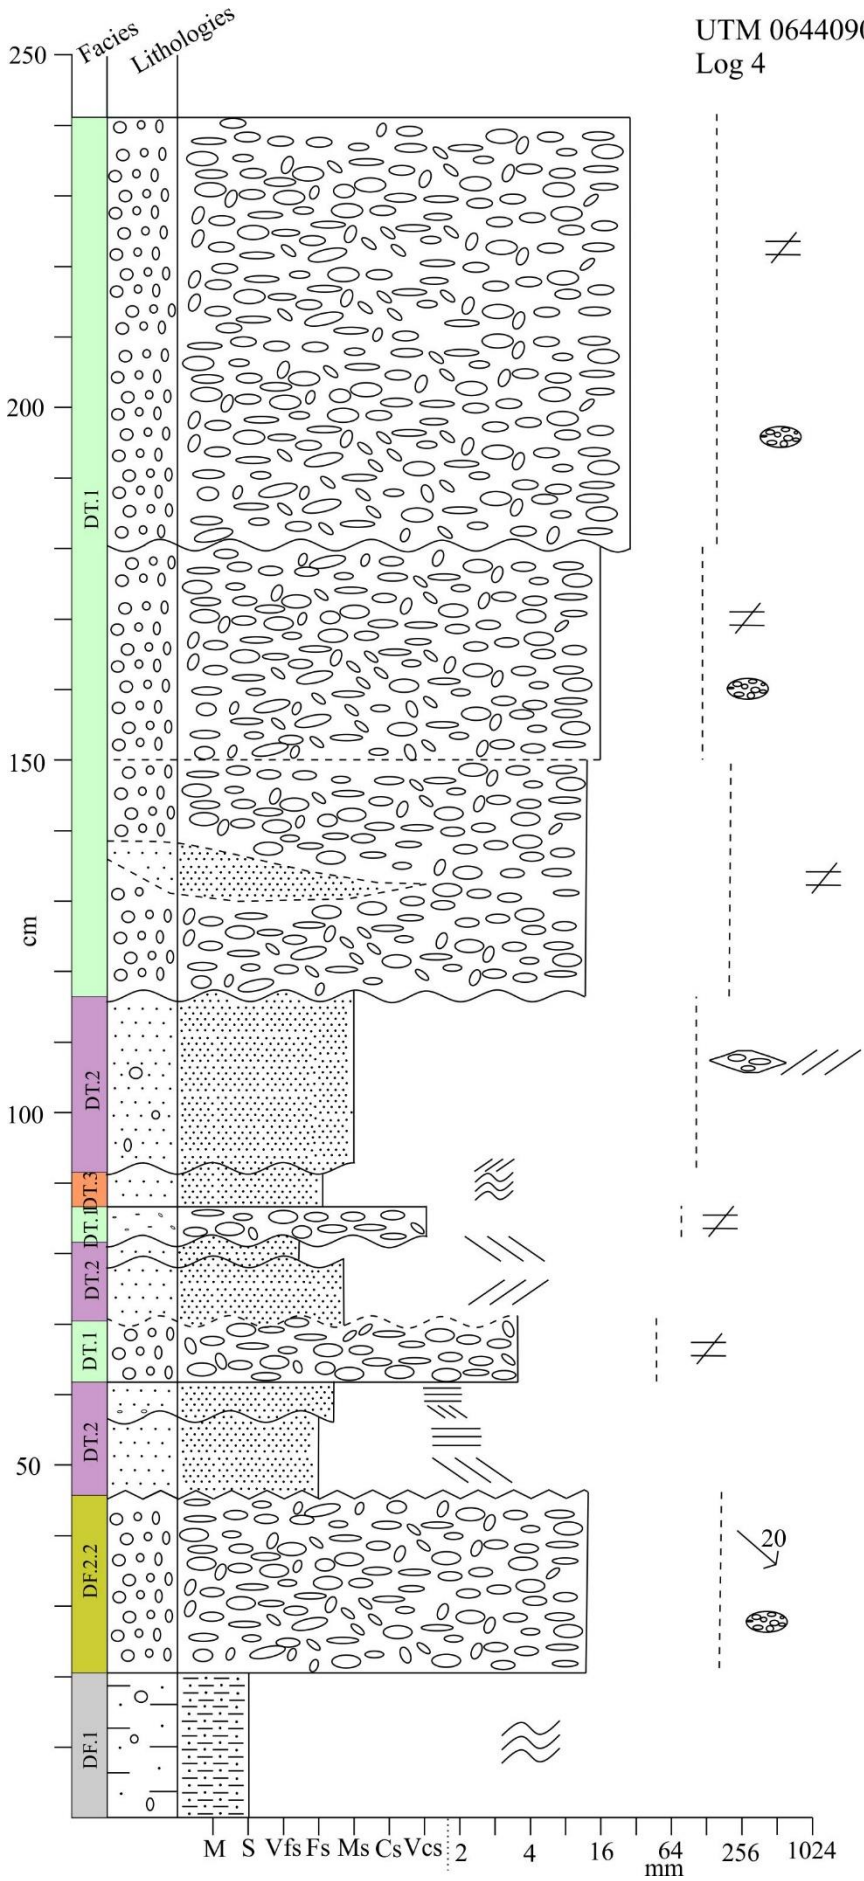 Facies Lithologies
UTM 0644090
Log 4
250
200
150
cm
100
50
DT.1
DT.2
DT.3
DT.1
DT.2
DT.1
DT.2
DF.2.2
DF.1
20
M S Vfs Fs Ms Cs Vcs 2 4 16 64 256 1024
mm